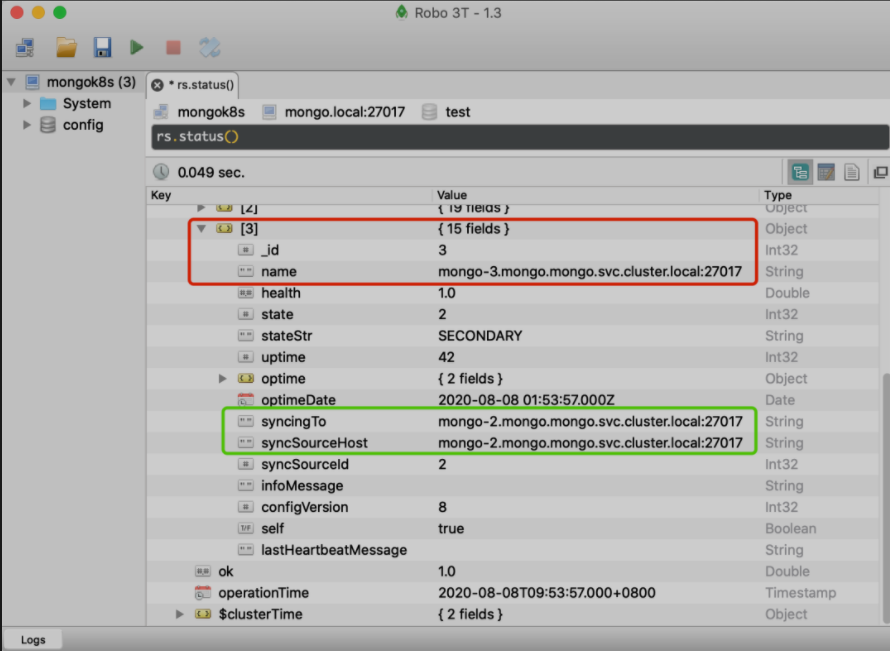 Robo 3T - 1.3
mongok8s (3)
System
config
* rs.status()
mongok8s mongo.local:27017 test
rs.status()
0.049 sec.
Key Value Type
[2] { 19 fields } Object
[3] { 15 fields } Object
_id 3 Int32
name mongo-3.mongo.mongo.svc.cluster.local:27017 String
health 1.0 Double
state 2 Int32
stateStr SECONDARY String
uptime 42 Int32
optime { 2 fields } Object
optimeDate 2020-08-08 01:53:57.000Z Date
syncingTo mongo-2.mongo.mongo.svc.cluster.local:27017 String
syncSourceHost mongo-2.mongo.mongo.svc.cluster.local:27017 String
syncSourceId 2 Int32
infoMessage String
configVersion 8 Int32
self true Boolean
lastHeartbeatMessage String
ok 1.0 Double
operationTime 2020-08-08T09:53:57.000+0800 Timestamp
$clusterTime { 2 fields } Object
Logs